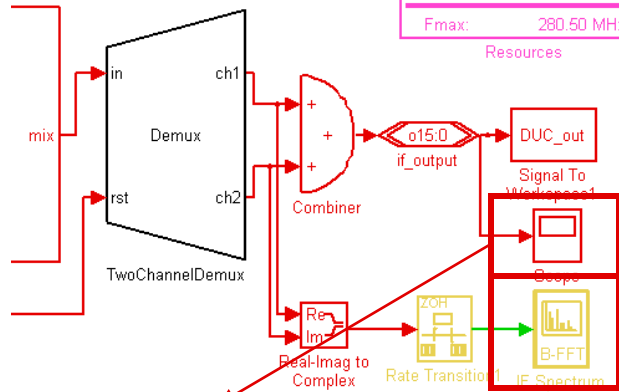 Fmax: 280.50 MHz
Resources
in
ch1
mix
Demux
+
+
+
o15:0
DUC_out
if_output
Signal To
Workspace1
rst
ch2
Combiner
TwoChannelDemux
Scope
Re
Im
ZOH
B-FFT
Real-Imag to
Complex
Rate Transition1
IF Spectrum